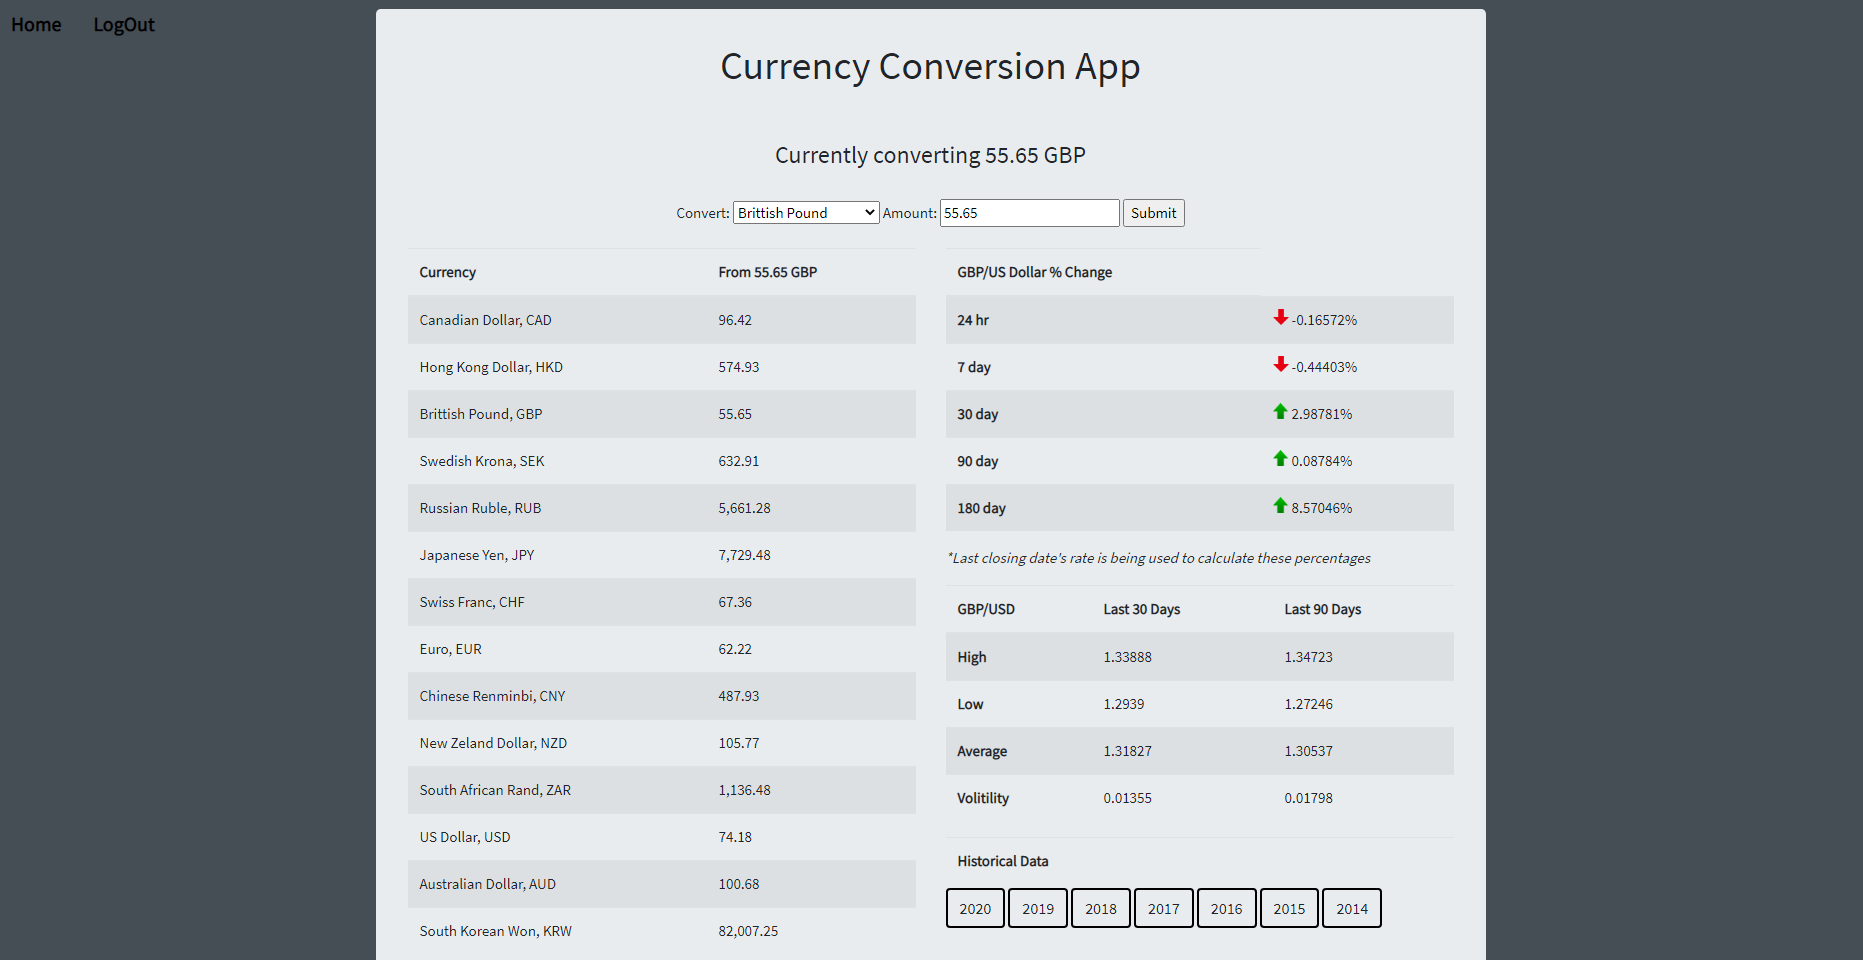 Home LogOut
Currency Conversion App
Currently converting 55.65 GBP
Convert: Brittish Pound Amount: 55.65 Submit
Currency From 55.65 GBP
Canadian Dollar, CAD 96.42
Hong Kong Dollar, HKD 574.93
Brittish Pound, GBP 55.65
Swedish Krona, SEK 632.91
Russian Ruble, RUB 5,661.28
Japanese Yen, JPY 7,729.48
Swiss Franc, CHF 67.36
Euro, EUR 62.22
Chinese Renminbi, CNY 487.93
New Zeland Dollar, NZD 105.77
South African Rand, ZAR 1,136.48
US Dollar, USD 74.18
Australian Dollar, AUD 100.68
South Korean Won, KRW 82,007.25
GBP/US Dollar % Change
24 hr -0.16572%
7 day -0.44403%
30 day 2.98781%
90 day 0.08784%
180 day 8.57046%
*Last closing date's rate is being used to calculate these percentages
GBP/USD Last 30 Days Last 90 Days
High 1.33888 1.34723
Low 1.2939 1.27246
Average 1.31827 1.30537
Volitility 0.01355 0.01798
Historical Data
2020 2019 2018 2017 2016 2015 2014